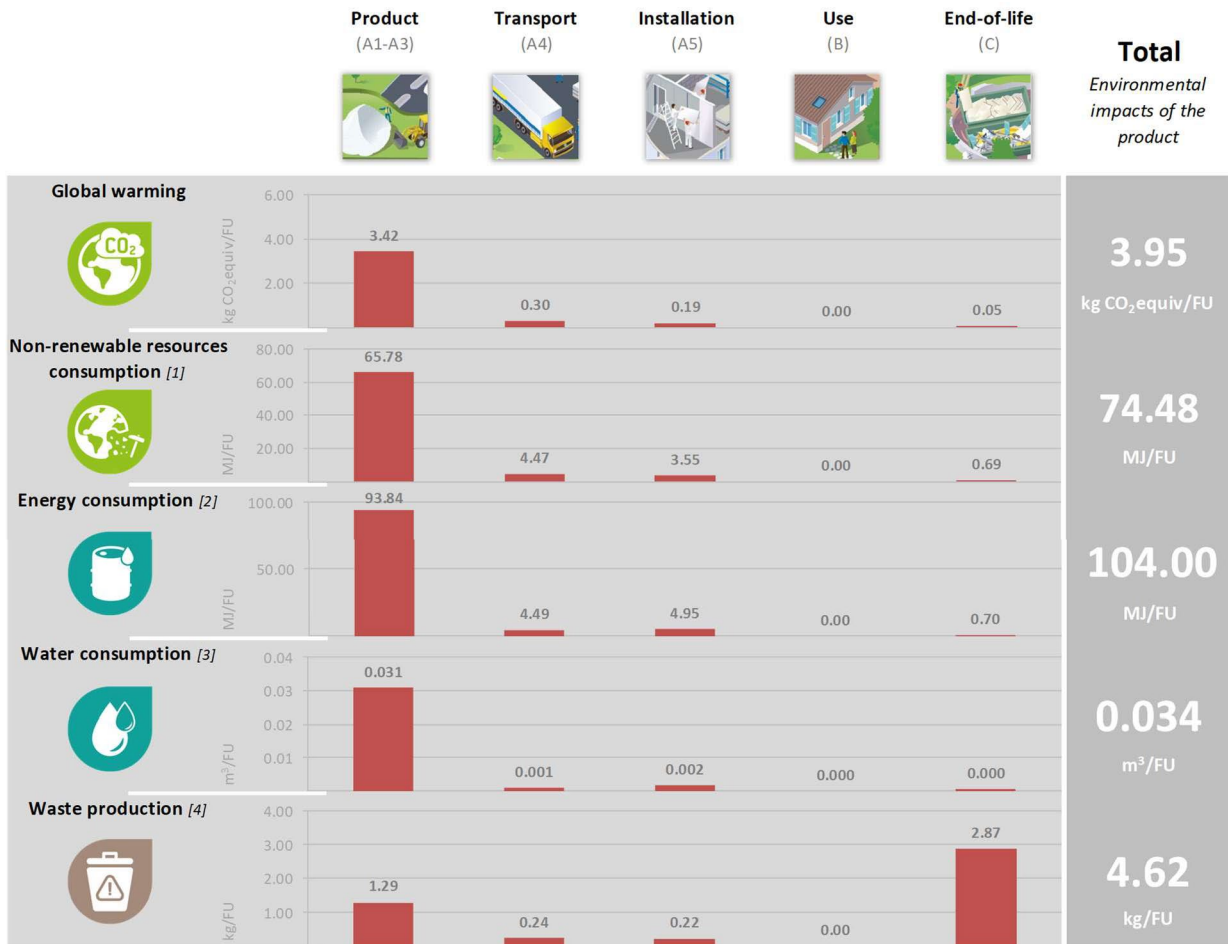 Product
(A1-A3)
Transport
(A4)
Installation
(A5)
Use
(B)
End-of-life
(C)
Total
Environmental
impacts of the
product
Global warming
CO₂
kg CO₂equiv/FU
6.00
4.00
2.00
3.42
0.30
0.19
0.00
0.05
3.95
kg CO₂equiv/FU
Non-renewable resources
consumption [1]
MJ/FU
80.00
60.00
40.00
20.00
65.78
4.47
3.55
0.00
0.69
74.48
MJ/FU
Energy consumption [2]
MJ/FU
100.00
50.00
93.84
4.49
4.95
0.00
0.70
104.00
MJ/FU
Water consumption [3]
m³/FU
0.04
0.03
0.02
0.01
0.031
0.001
0.002
0.000
0.000
0.034
m³/FU
Waste production [4]
kg/FU
4.00
3.00
2.00
1.00
1.29
0.24
0.22
0.00
2.87
4.62
kg/FU